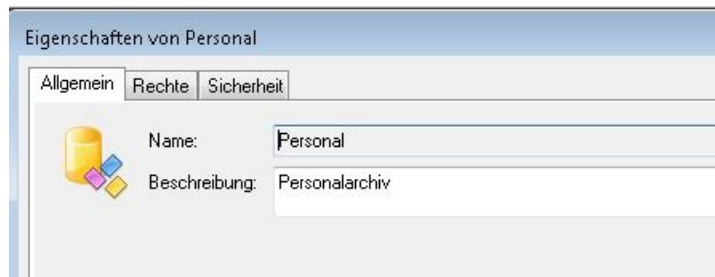 Eigenschaften von Personal
Allgemein Rechte Sicherheit
Name: Personal
Beschreibung: Personalarchiv